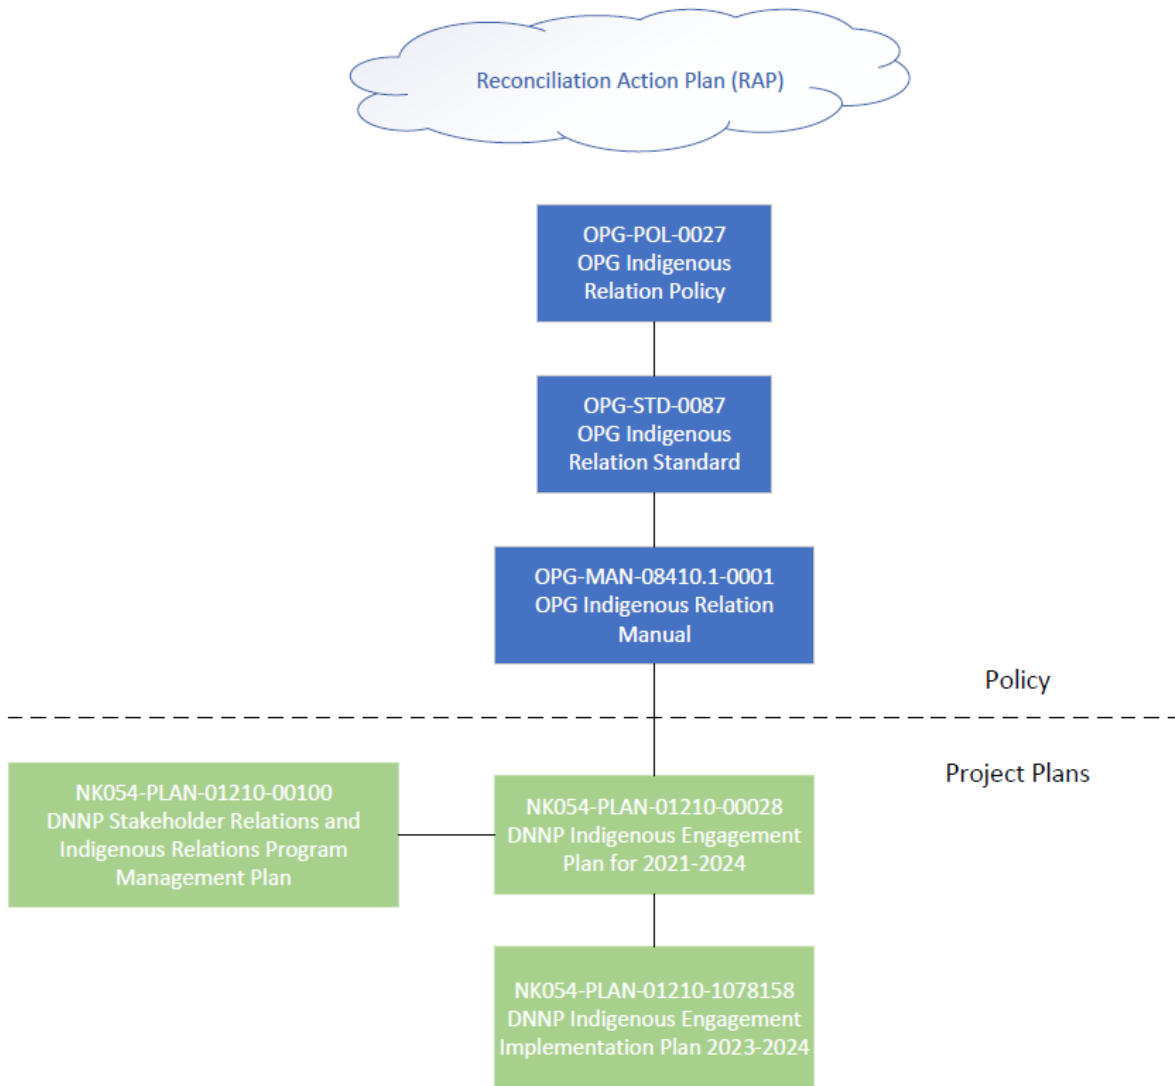 Reconciliation Action Plan (RAP)
OPG-POL-0027
OPG Indigenous
Relation Policy
OPG-STD-0087
OPG Indigenous
Relation Standard
OPG-MAN-08410.1-0001
OPG Indigenous Relation
Manual
Policy
Project Plans
NK054-PLAN-01210-00100
DNNP Stakeholder Relations and
Indigenous Relations Program
Management Plan
NK054-PLAN-01210-00028
DNNP Indigenous Engagement
Plan for 2021-2024
NK054-PLAN-01210-1078158
DNNP Indigenous Engagement
Implementation Plan 2023-2024